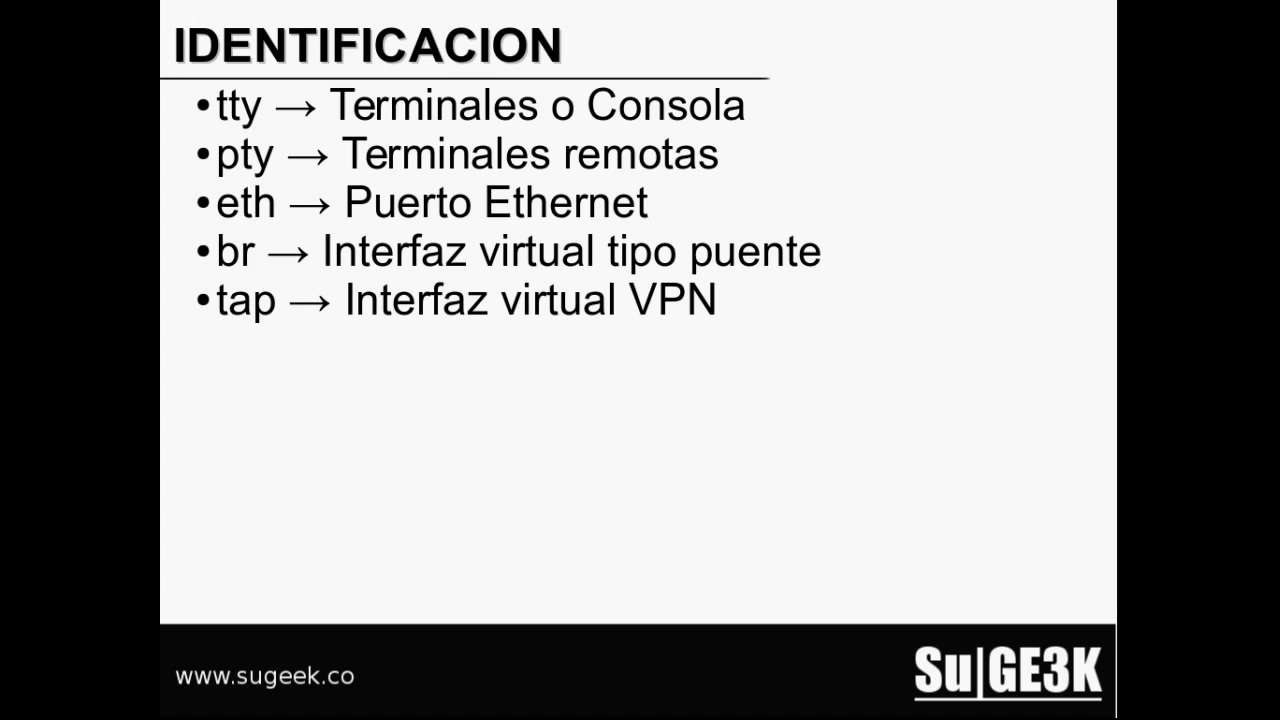 IDENTIFICACION
•tty → Terminales o Consola
•pty → Terminales remotas
•eth → Puerto Ethernet
•br → Interfaz virtual tipo puente
•tap → Interfaz virtual VPN
www.sugeek.co
Su|GE3K